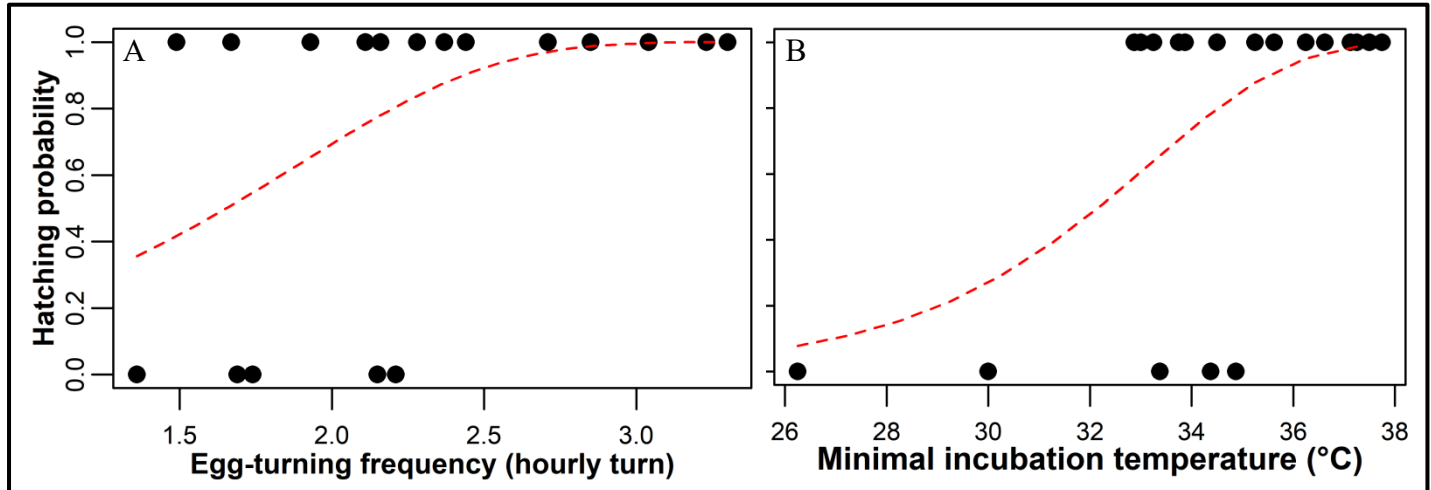 A
B
Hatching probability
1.0
0.8
0.6
0.4
0.2
0.0
1.5 2.0 2.5 3.0
26 28 30 32 34 36 38
Egg-turning frequency (hourly turn)
Minimal incubation temperature (°C)